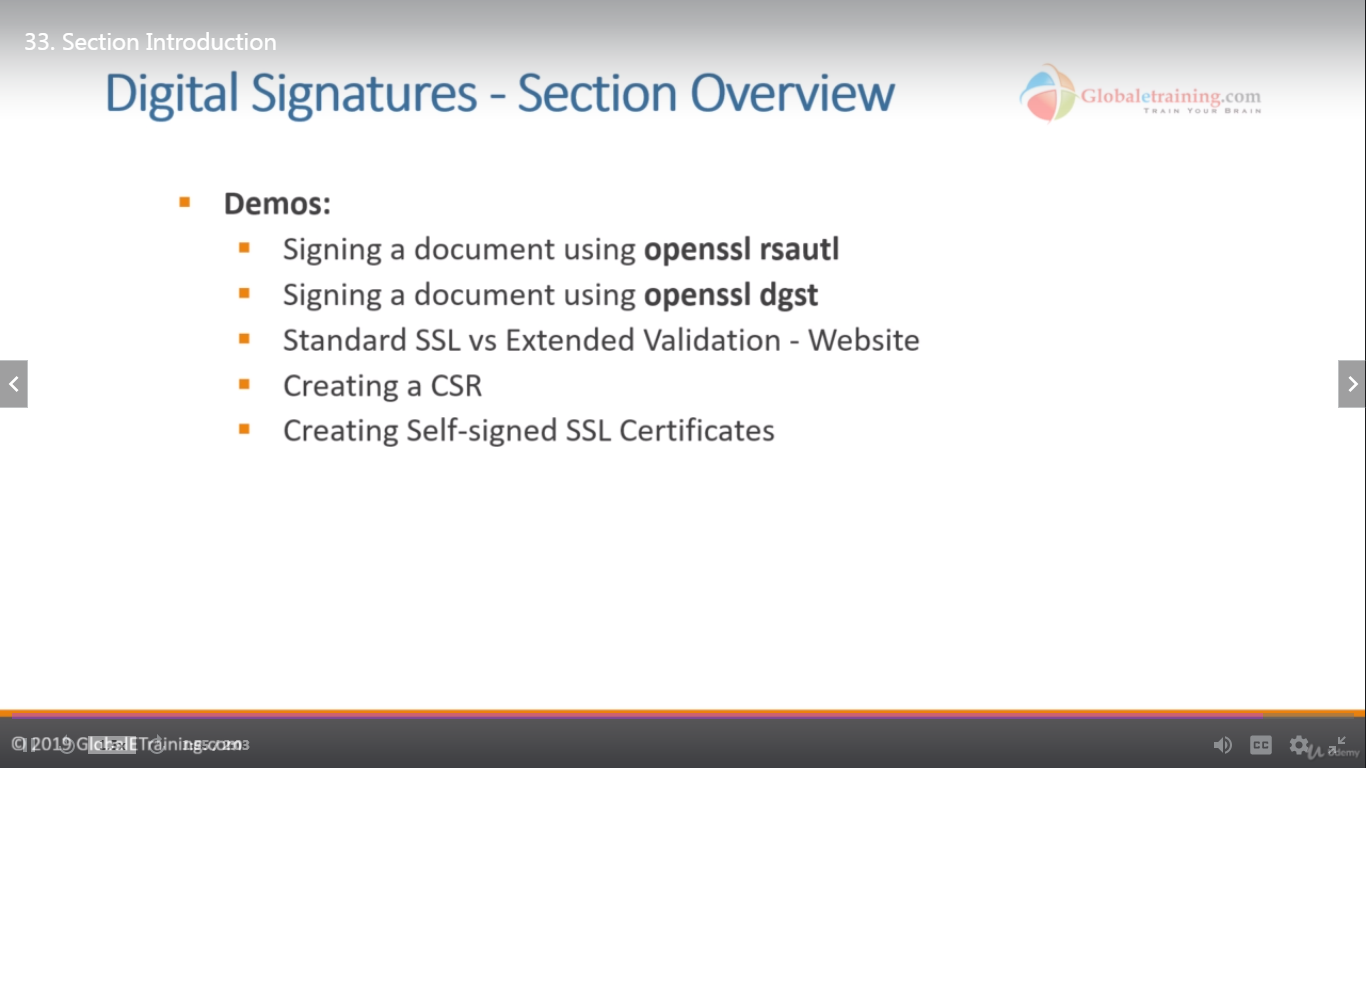 33. Section Introduction
Digital Signatures - Section Overview
Globaletraining.com
TRAIN YOUR BRAIN
Demos:
Signing a document using openssl rsautl
Signing a document using openssl dgst
Standard SSL vs Extended Validation - Website
Creating a CSR
Creating Self-signed SSL Certificates
© 2019 GlobalETraining.com
CC
udemy